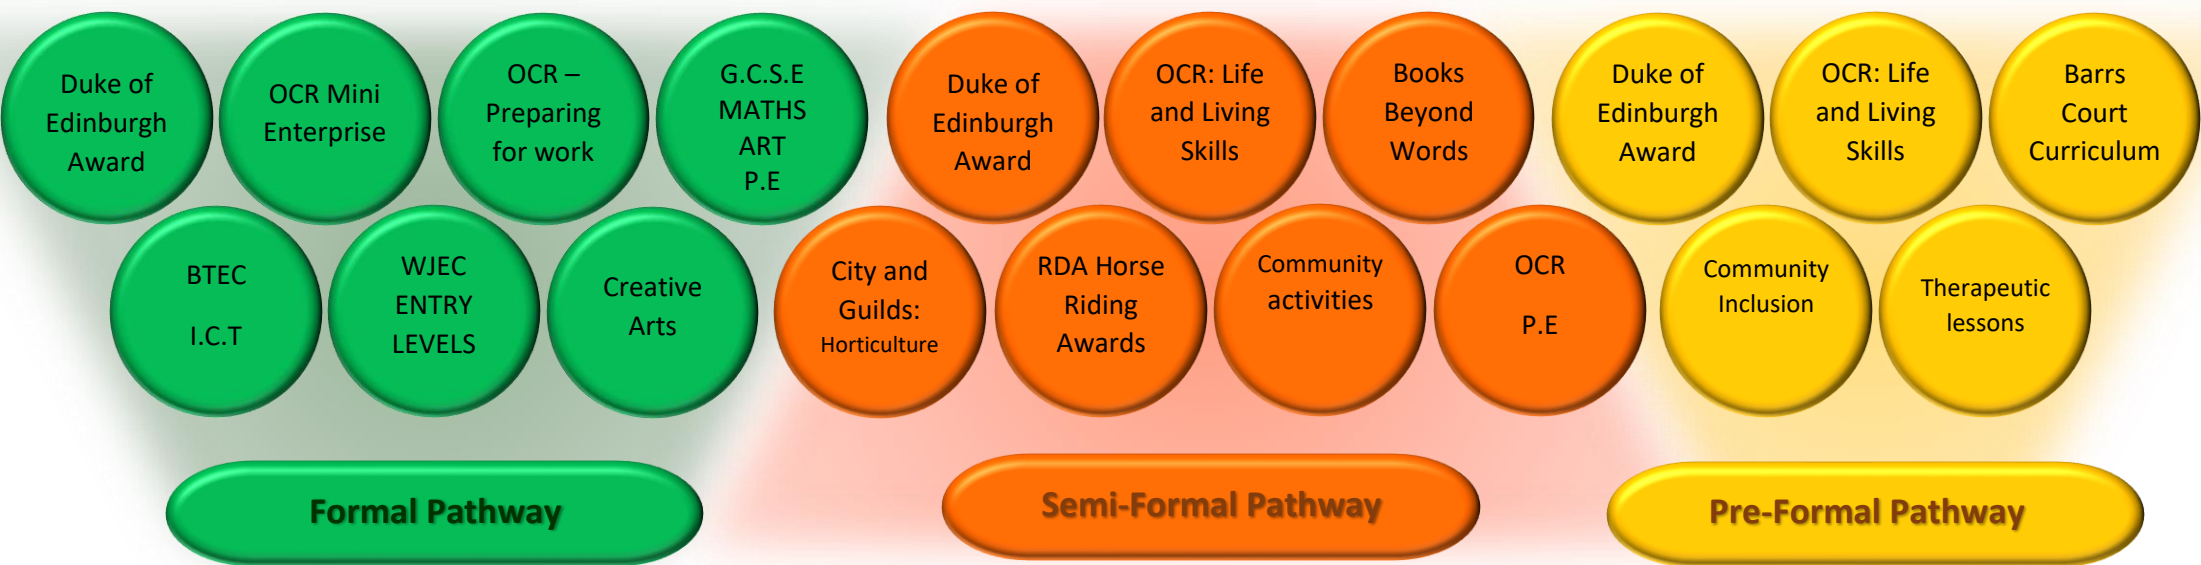 Duke of
Edinburgh
Award
OCR Mini
Enterprise
OCR –
Preparing
for work
G.C.S.E
MATHS
ART
P.E
BTEC
I.C.T
WJEC
ENTRY
LEVELS
Creative
Arts
Formal Pathway
Duke of
Edinburgh
Award
OCR: Life
and Living
Skills
Books
Beyond
Words
City and
Guilds:
Horticulture
RDA Horse
Riding
Awards
Community
activities
OCR
P.E
Semi-Formal Pathway
Duke of
Edinburgh
Award
OCR: Life
and Living
Skills
Barrs
Court
Curriculum
Community
Inclusion
Therapeutic
lessons
Pre-Formal Pathway